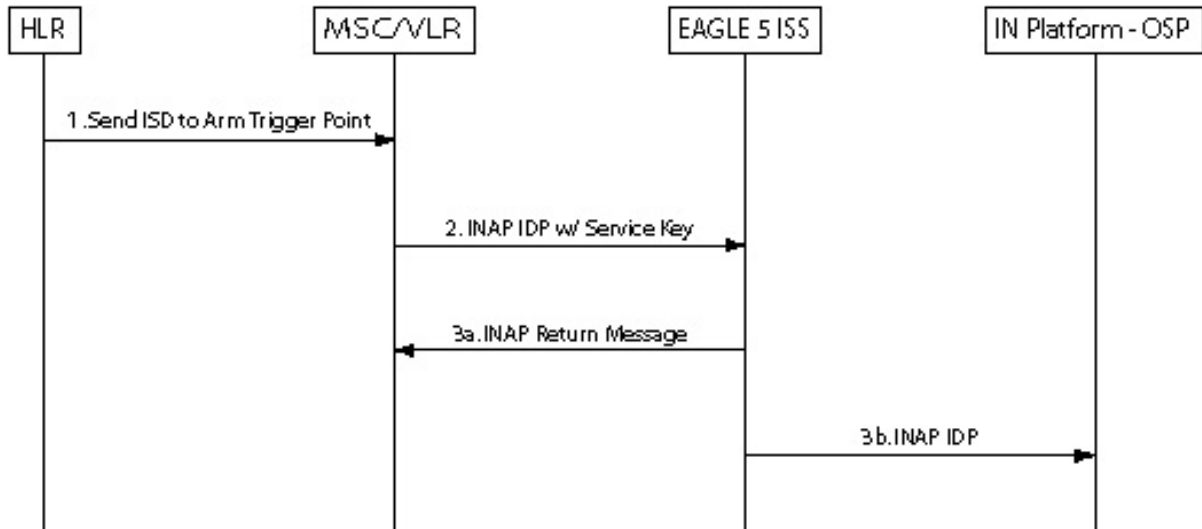 HLR
MSC/VLR
EAGLE 5 ISS
IN Platform - OSP
1.Send ISD to Arm Trigger Point
2. INAP IDP w/ Service Key
3a.INAP Return Message
3b.INAP IDP